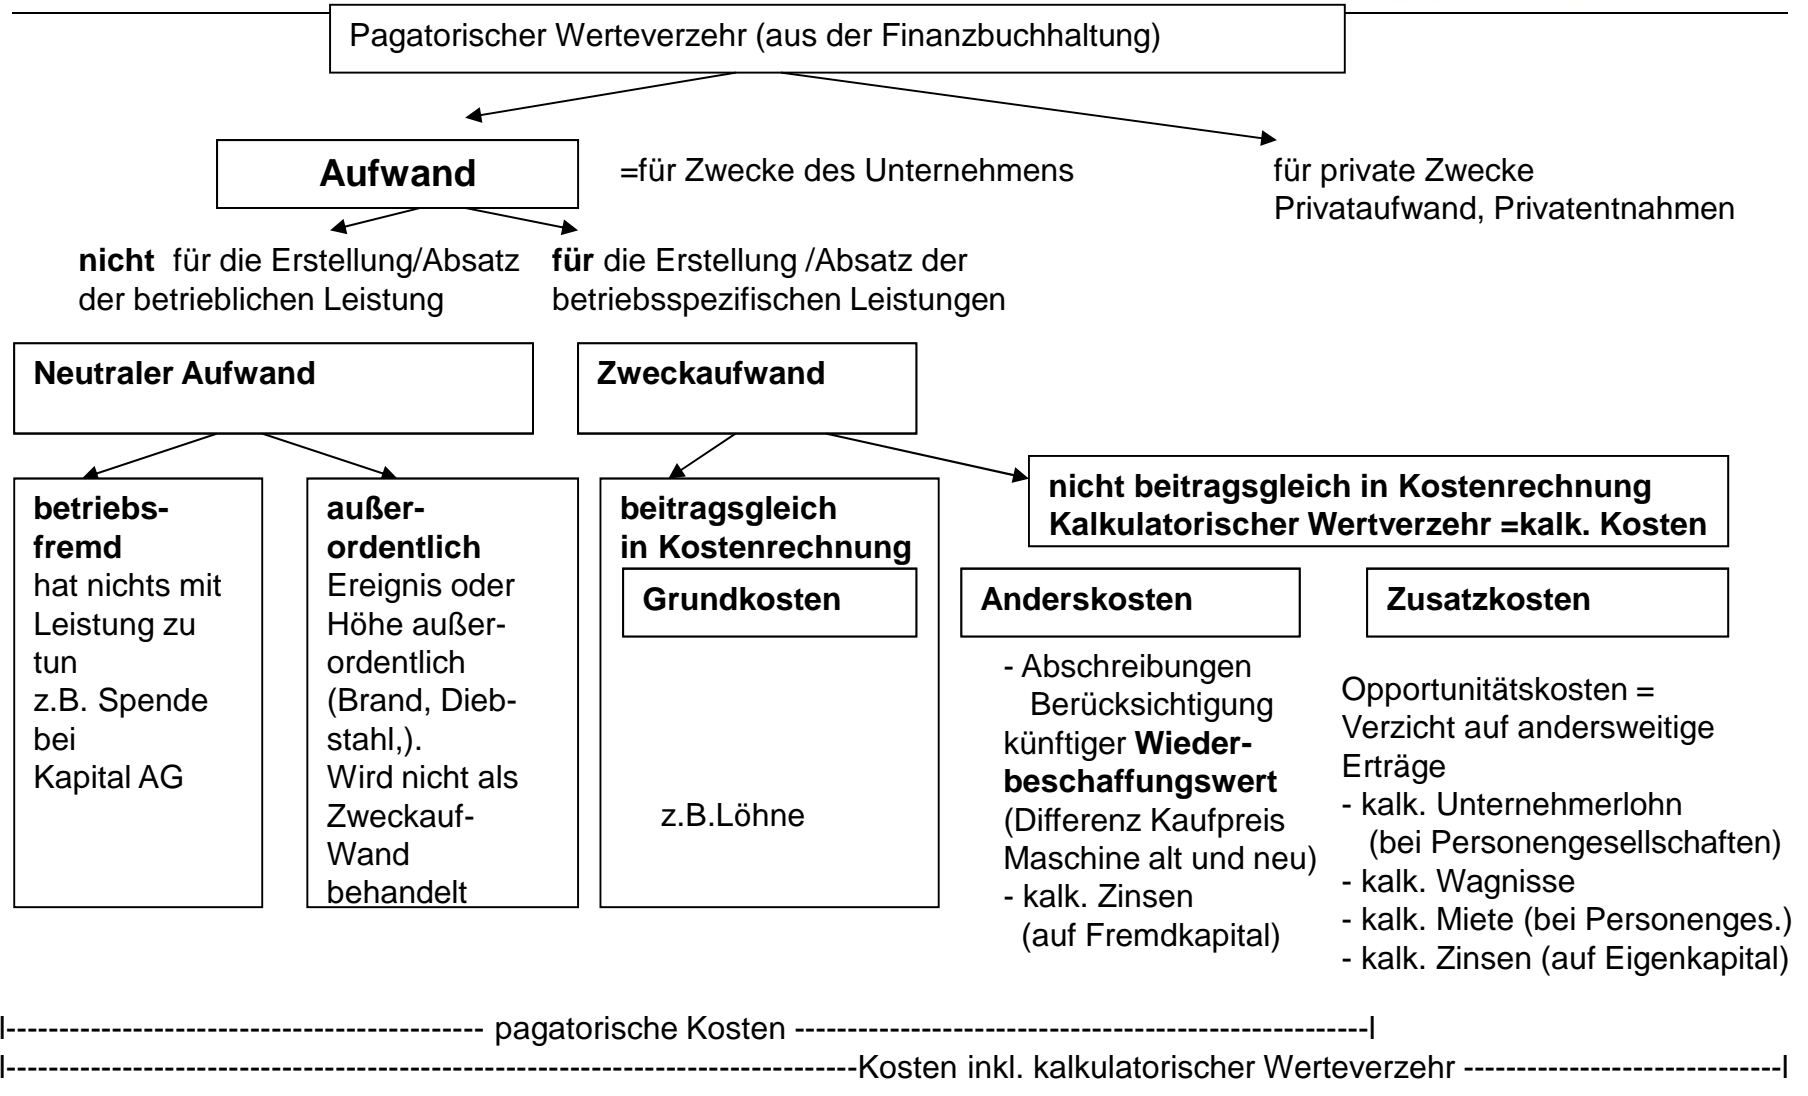 Pagatorischer Werteverzehr (aus der Finanzbuchhaltung)
Aufwand
=für Zwecke des Unternehmens
für private Zwecke
Privataufwand, Privatentnahmen
nicht für die Erstellung/Absatz
der betrieblichen Leistung
für die Erstellung /Absatz der
betriebsspezifischen Leistungen
Neutraler Aufwand
Zweckaufwand
betriebs-
fremd
hat nichts mit
Leistung zu
tun
z.B. Spende
bei
Kapital AG
außer-
ordentlich
Ereignis oder
Höhe außer-
ordentlich
(Brand, Dieb-
stahl,).
Wird nicht als
Zweckauf-
Wand
behandelt
beitragsgleich
in Kostenrechnung
Grundkosten
z.B.Löhne
nicht beitragsgleich in Kostenrechnung
Kalkulatorischer Wertverzehr =kalk. Kosten
Anderskosten
- Abschreibungen
Berücksichtigung
künftiger Wieder-
beschaffungswert
(Differenz Kaufpreis
Maschine alt und neu)
- kalk. Zinsen
(auf Fremdkapital)
Zusatzkosten
Opportunitätskosten =
Verzicht auf andersweitige
Erträge
- kalk. Unternehmerlohn
(bei Personengesellschaften)
- kalk. Wagnisse
- kalk. Miete (bei Personenges.)
- kalk. Zinsen (auf Eigenkapital)
I--------------------------------------------- pagatorische Kosten ------------------------------------------------------I
I--------------------------------------------------------------------------------Kosten inkl. kalkulatorischer Werteverzehr ------------------------------I